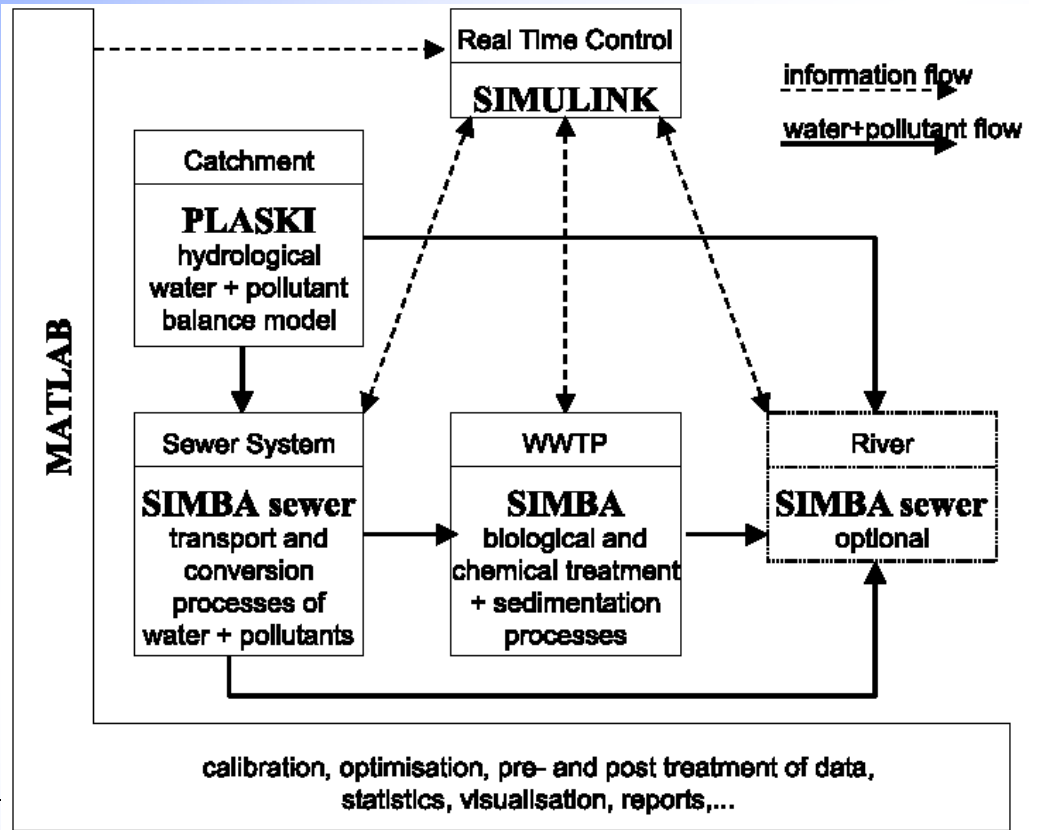 Real Time Control
SIMULINK
information flow
water+pollutant flow
Catchment
PLASKI
hydrological
water + pollutant
balance model
MATLAB
Sewer System
SIMBA sewer
transport and
conversion
processes of
water + pollutants
WWTP
SIMBA
biological and
chemical treatment
+ sedimentation
processes
River
SIMBA sewer
optional
calibration, optimisation, pre- and post treatment of data,
statistics, visualisation, reports,...